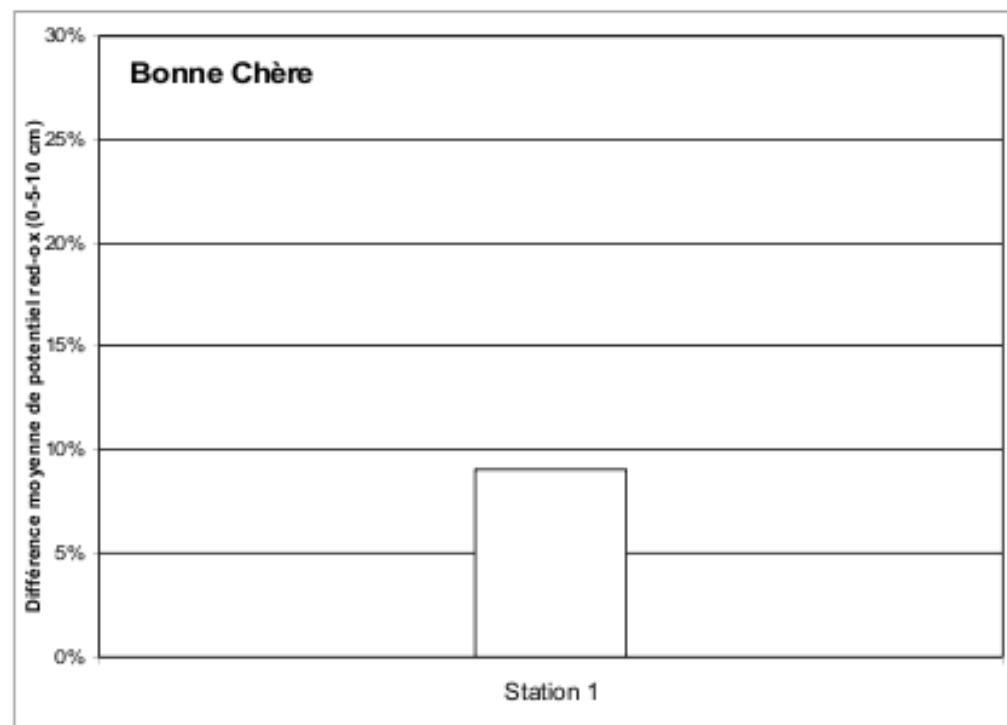 Bonne Chère
Différence moyenne de potentiel red-ox (0-5-10 cm)
30%
25%
20%
15%
10%
5%
0%
Station 1